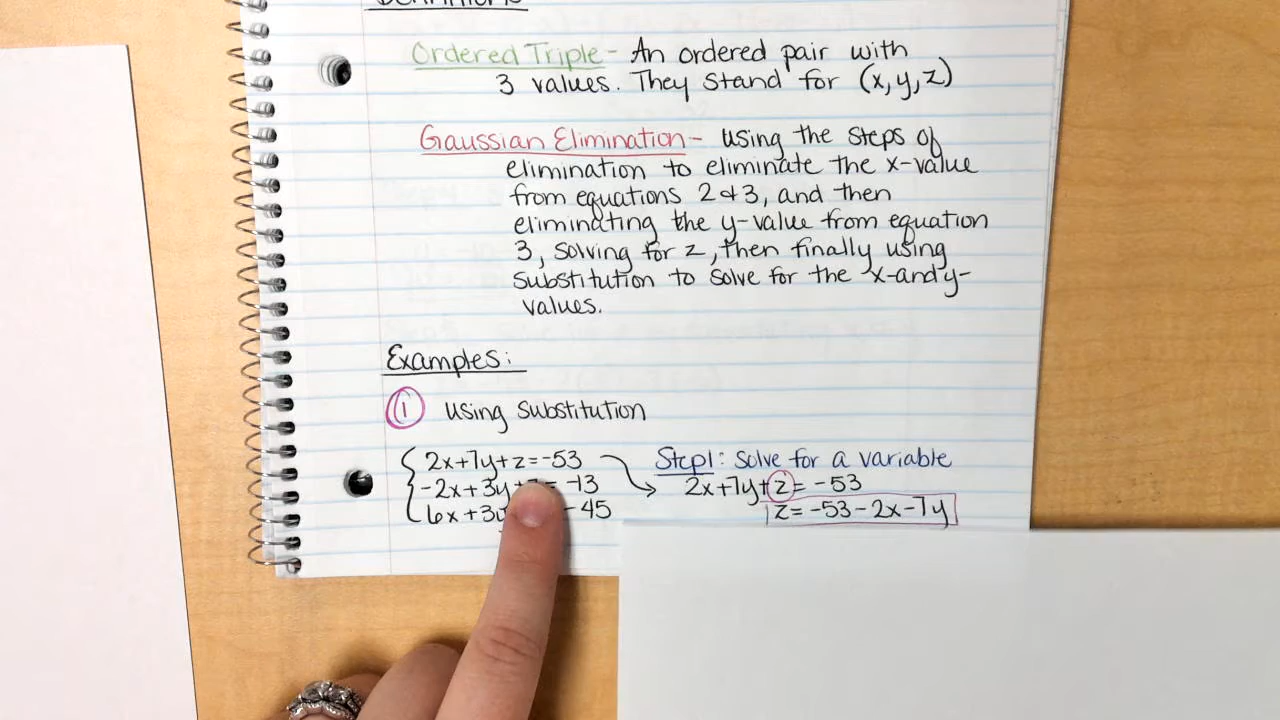 Ordered Triple - An ordered pair with
3 values. They stand for (x, y, z)
Gaussian Elimination - using the steps of
elimination to eliminate the x-value
from equations 2 & 3, and then
eliminating the y-value from equation
3, solving for z, then finally using
substitution to solve for the x-and y-
values.
Examples:
1 using substitution
2x+7y+z=-53
-2x+3y+ = -13
6x+3y -45
Step1: solve for a variable
2x+7y+z=-53
z=-53-2x-7y